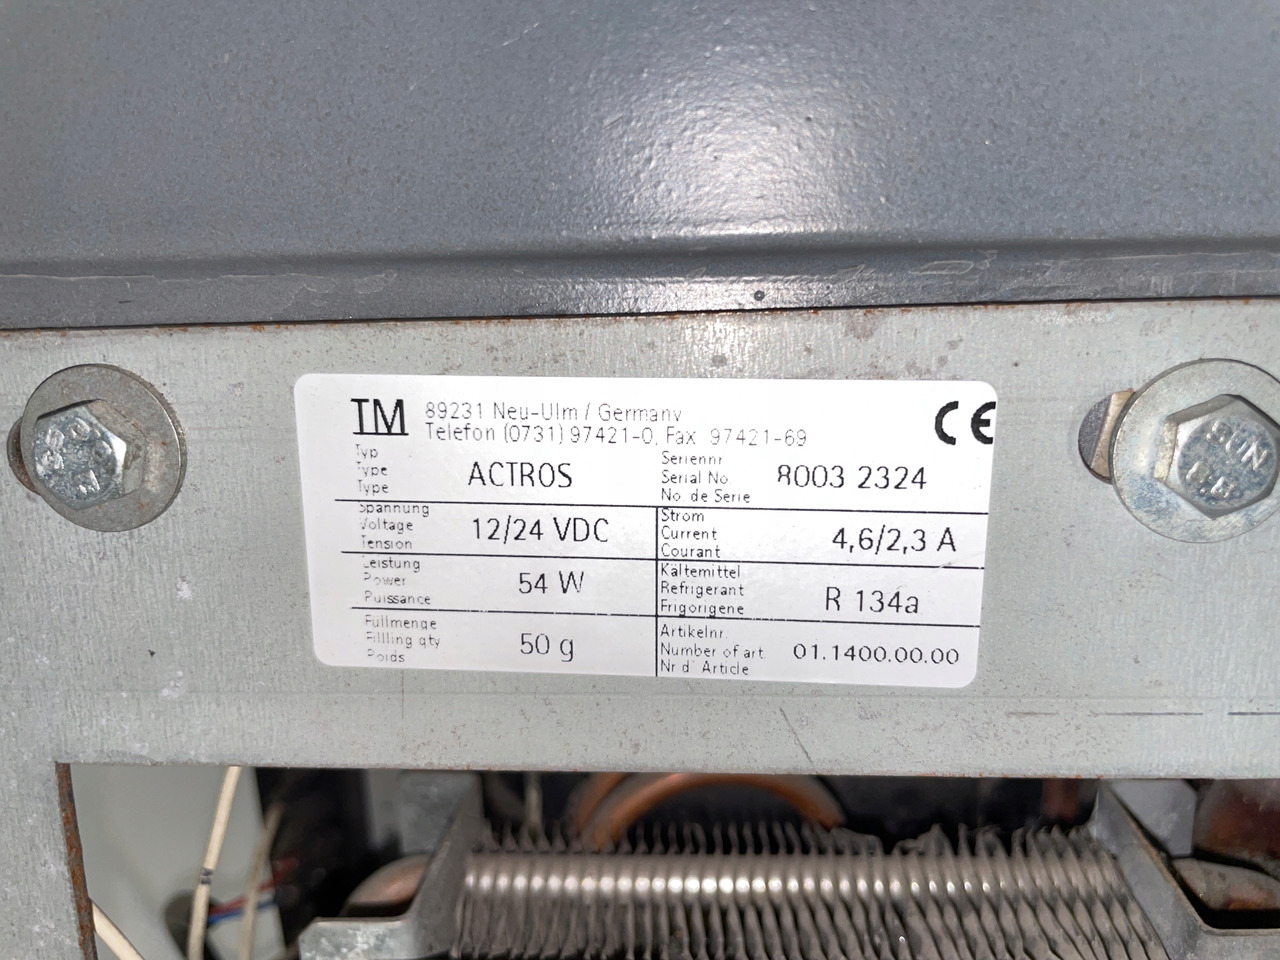 TM 89231 Neu-Ulm / Germany
Telefon (0731) 97421-0, Fax 97421-69
CE
Typ
Type
Type
ACTROS
Seriennr
Serial No.
No. de Serie
8003 2324
Spannung
Voltage
Tension
12/24 VDC
Strom
Current
Courant
4,6/2,3 A
Leistung
Power
Puissance
54 W
Kältemittel
Refrigerant
Frigorigene
R 134a
Füllmenge
Fillling qty
Poids
50 g
Artikelnr.
Number of art.
Nr d' Article
01.1400.00.00